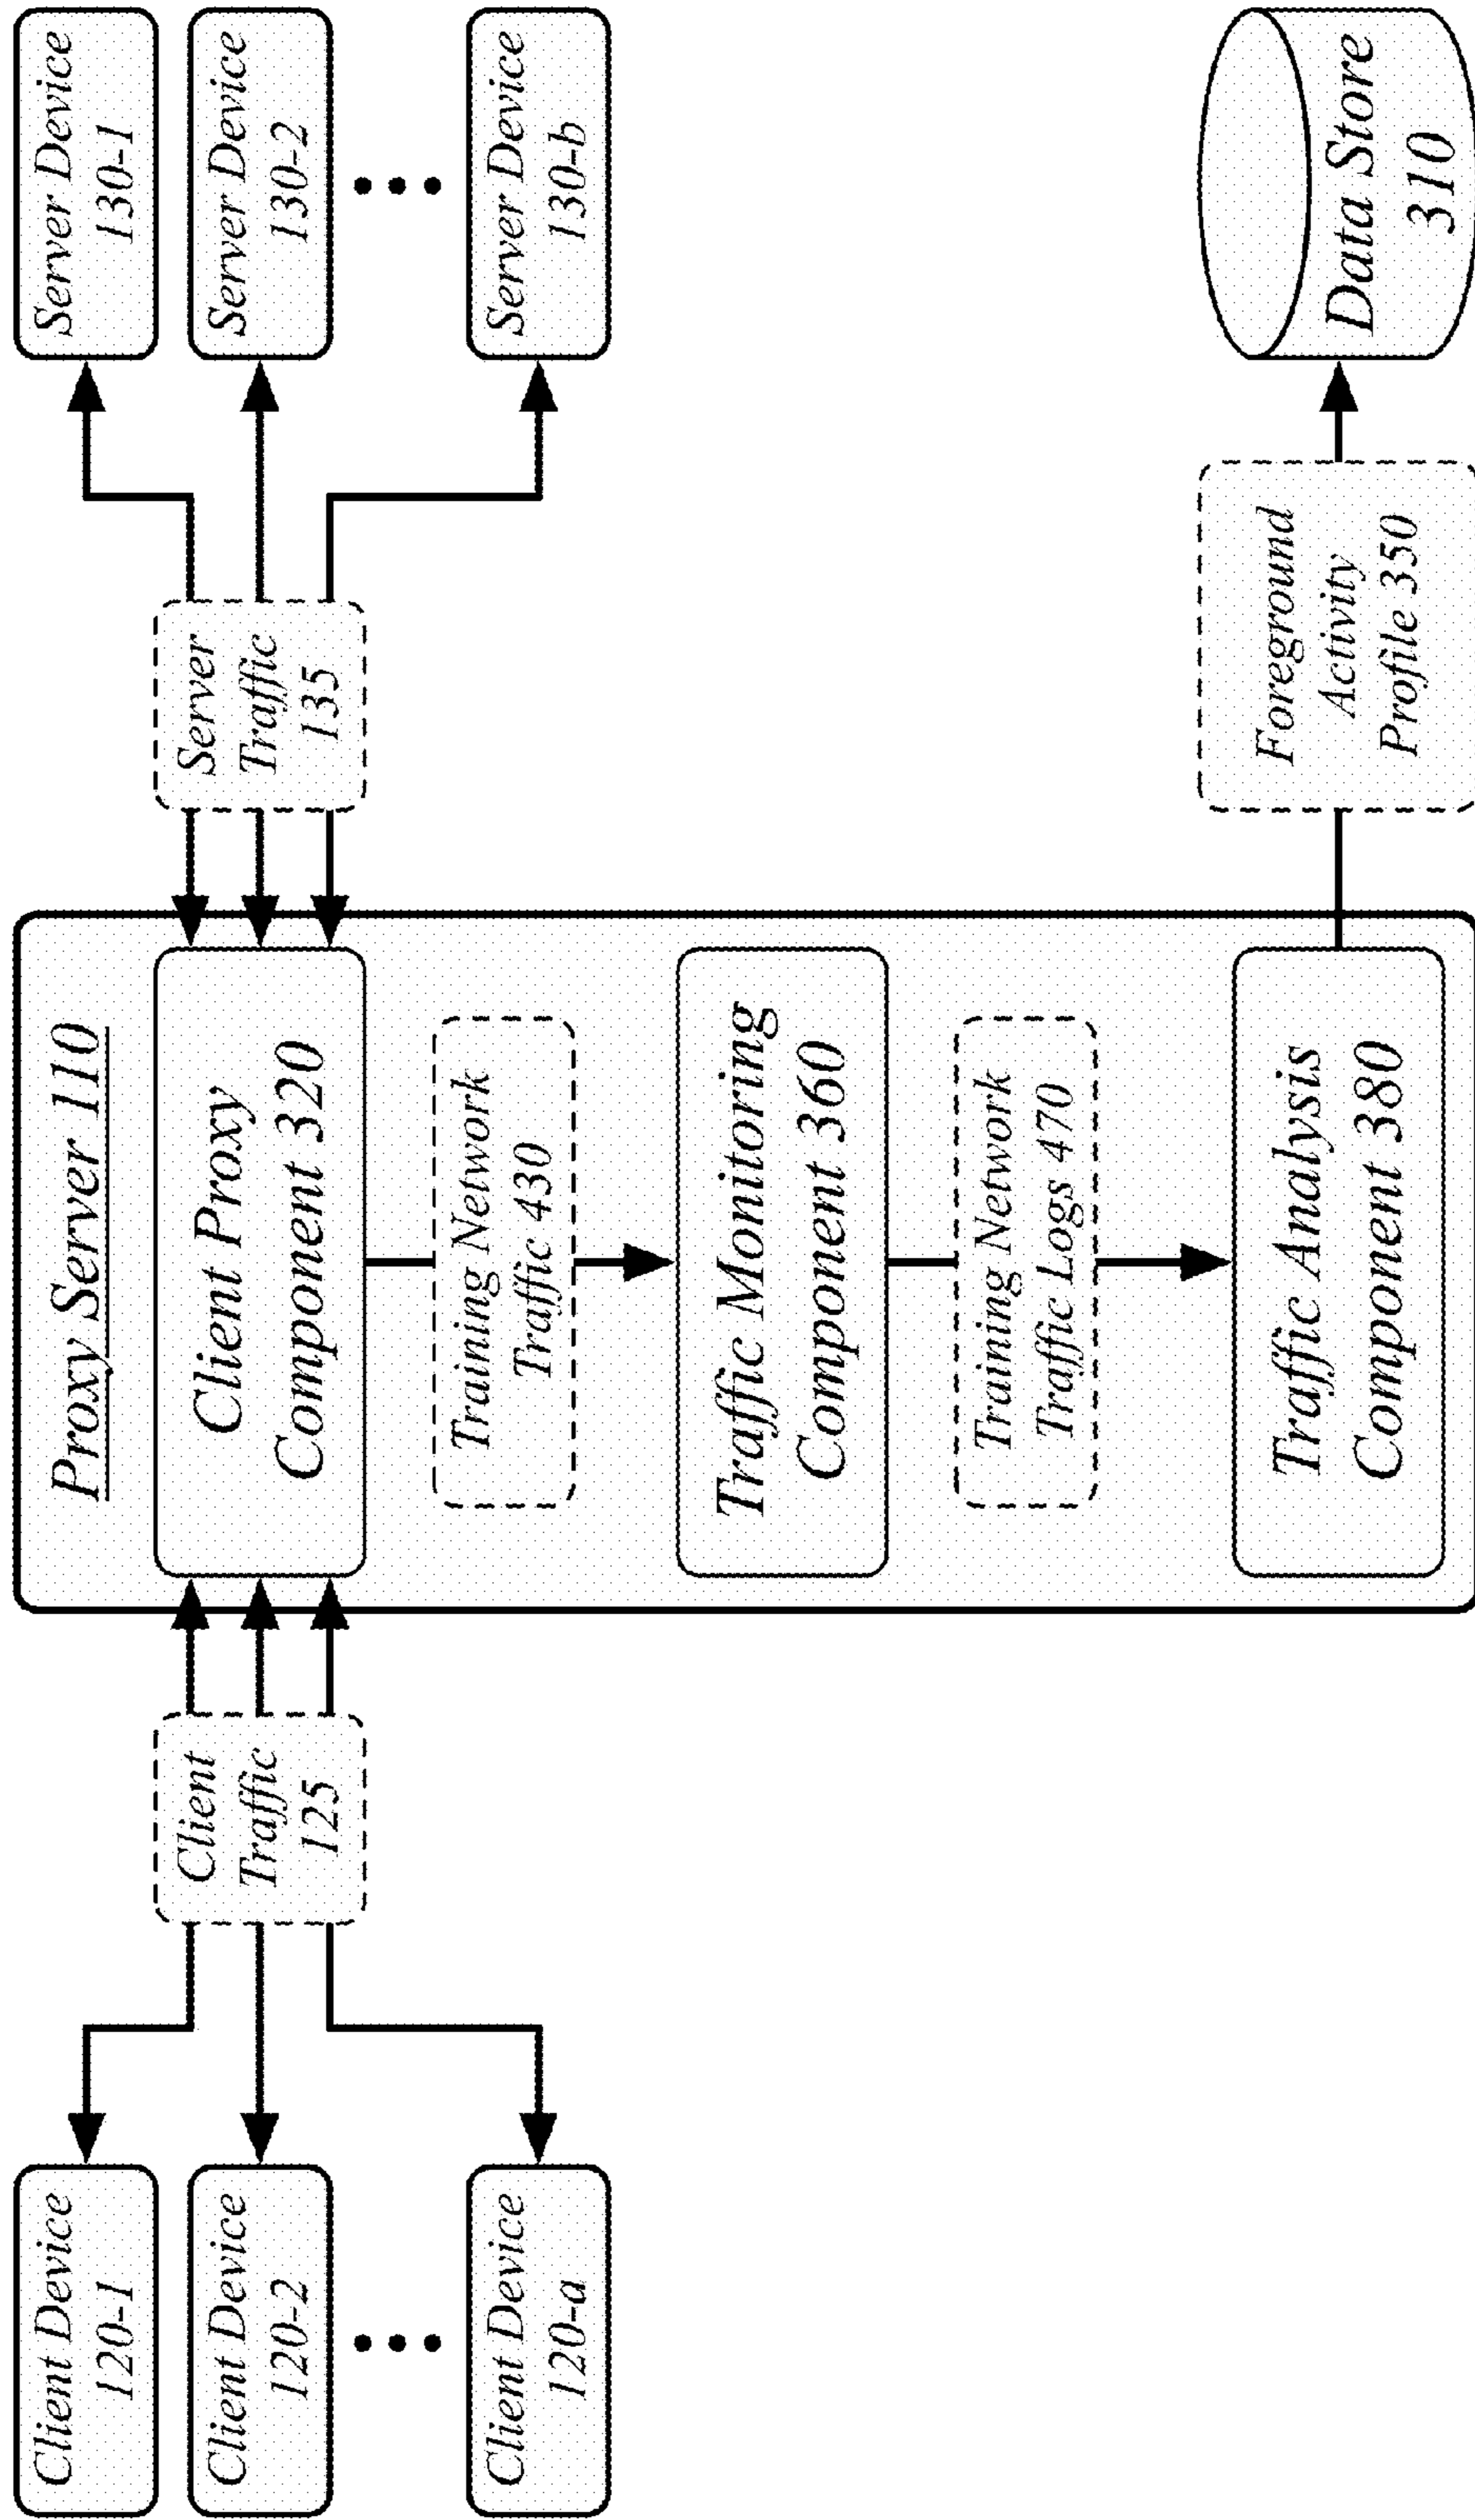 Proxy Server 110
Client Device
120-1
Client Device
120-2
Client Device
120-a
Client
Traffic
125
Client Proxy
Component 320
Server
Traffic
135
Server Device
130-1
Server Device
130-2
Server Device
130-b
Training Network
Traffic 430
Traffic Monitoring
Component 360
Training Network
Traffic Logs 470
Traffic Analysis
Component 380
Foreground
Activity
Profile 350
Data Store
310